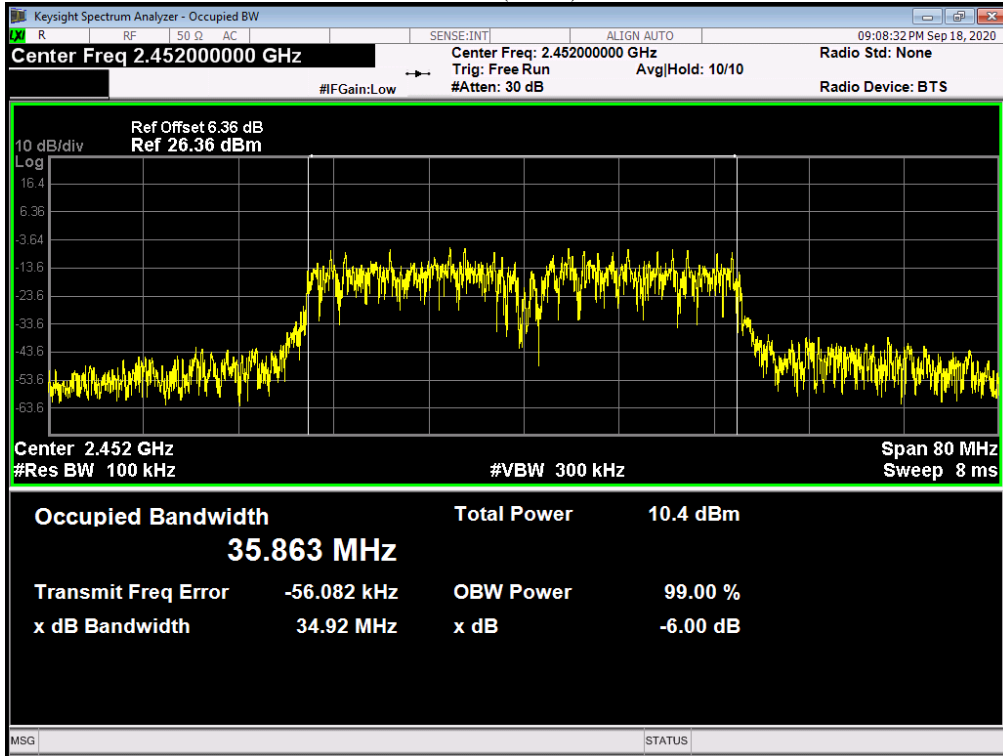 Keysight Spectrum Analyzer - Occupied BW
LXI R RF 50 Ω AC SENSE:INT ALIGN AUTO 09:08:32 PM Sep 18, 2020
Center Freq 2.452000000 GHz
Center Freq: 2.452000000 GHz
Radio Std: None
Trig: Free Run Avg|Hold: 10/10
#IFGain:Low
#Atten: 30 dB
Radio Device: BTS
Ref Offset 6.36 dB
10 dB/div Ref 26.36 dBm
Log
16.4
6.36
-3.64
-13.6
-23.6
-33.6
-43.6
-53.6
-63.6
Center 2.452 GHz Span 80 MHz
#Res BW 100 kHz #VBW 300 kHz Sweep 8 ms
Occupied Bandwidth Total Power 10.4 dBm
35.863 MHz
Transmit Freq Error -56.082 kHz OBW Power 99.00 %
x dB Bandwidth 34.92 MHz x dB -6.00 dB
MSG STATUS